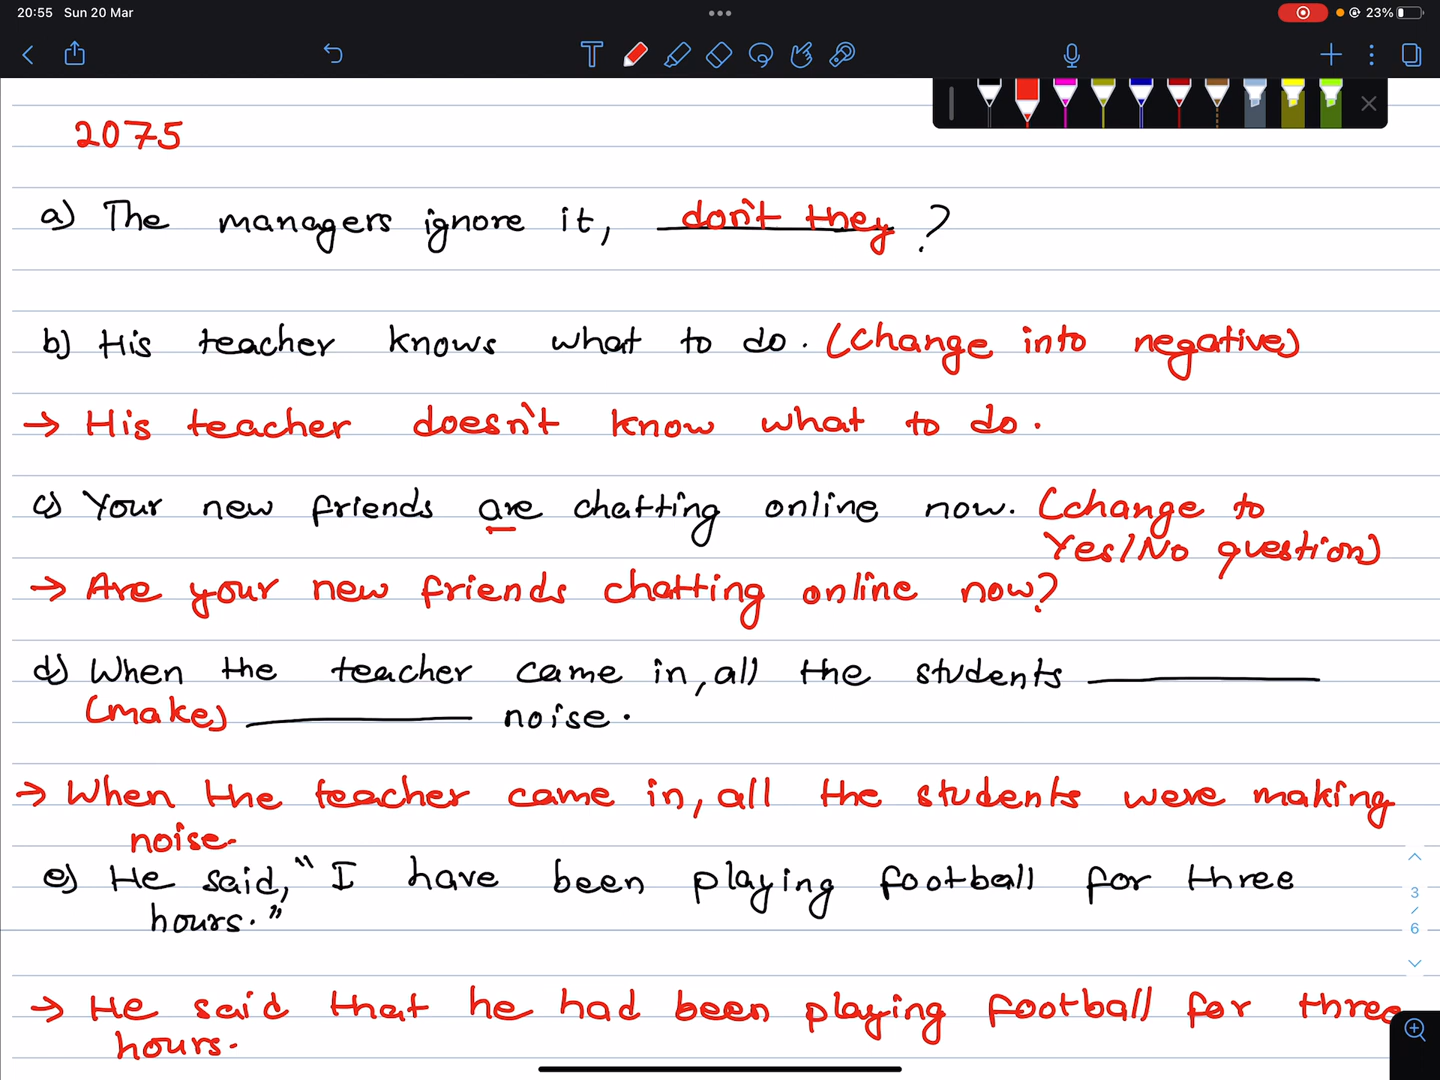 20:55 Sun 20 Mar
23%
2075
a) The managers ignore it, don't they ?
b) His teacher knows what to do. (Change into negative)
→ His teacher doesn't know what to do.
c) Your new friends are chatting online now. (change to
Yes/No question)
→ Are your new friends chatting online now?
d) When the teacher came in, all the students ________
(make) ________ noise.
→ When the teacher came in, all the students were making
noise.
e) He said, "I have been playing football for three
hours."
→ He said that he had been playing football for three
hours.
3
/
6